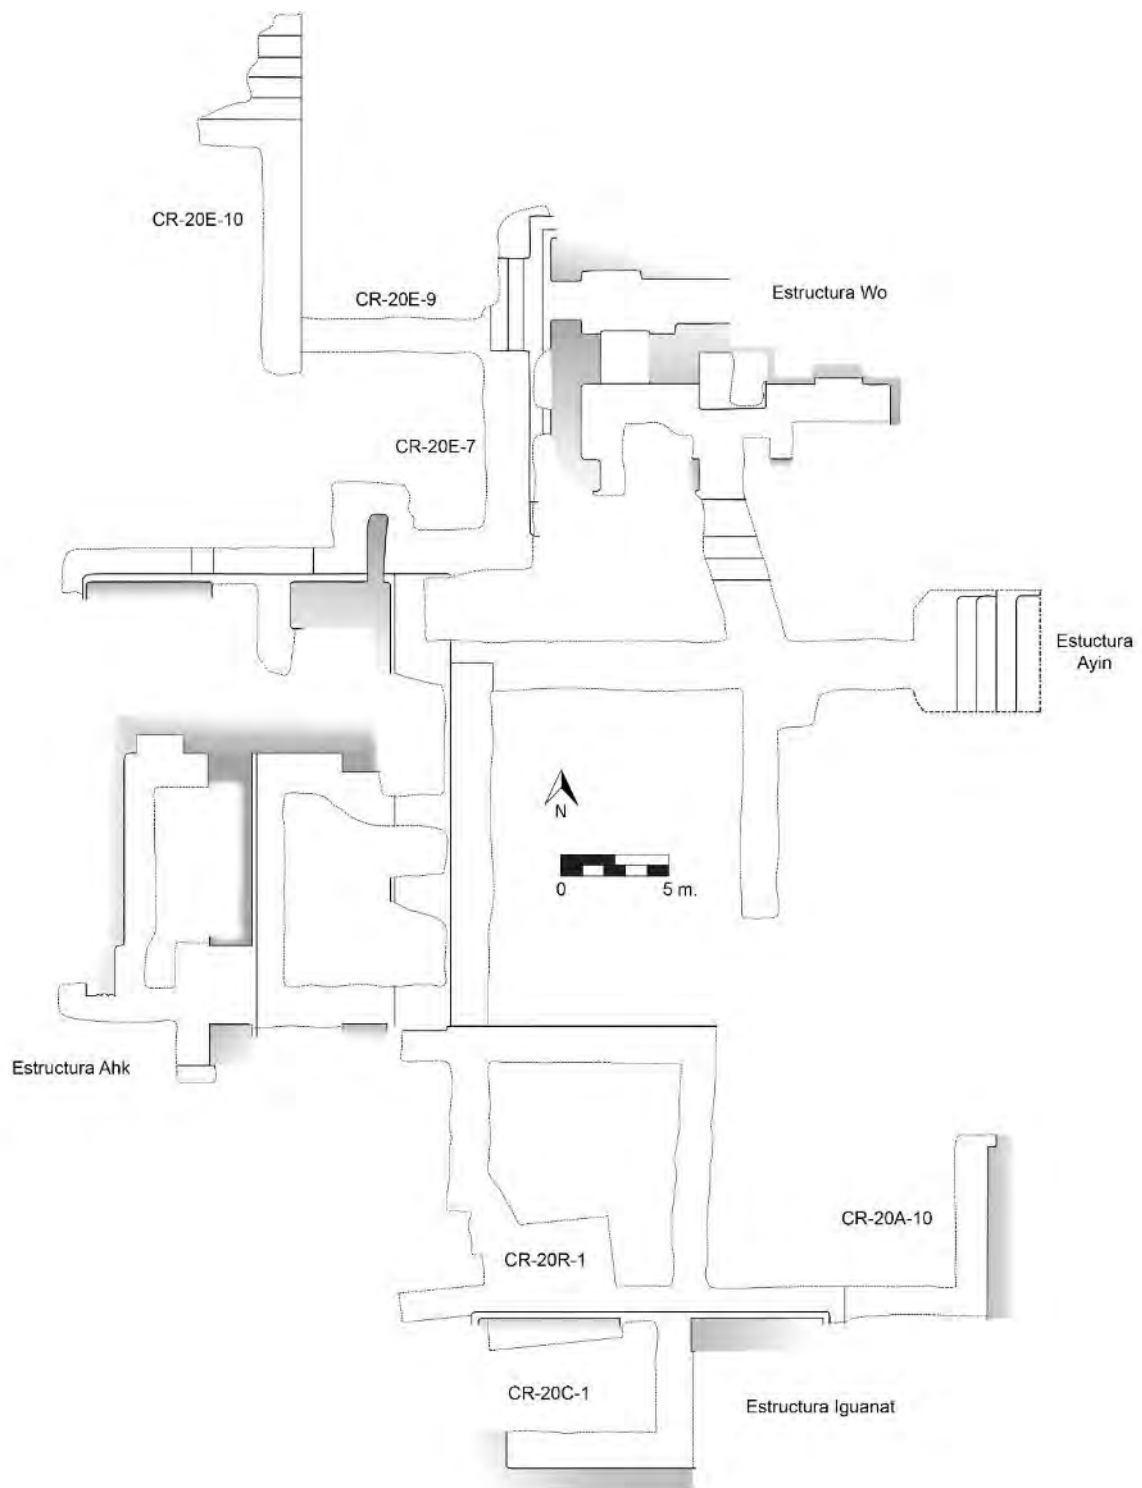 CR-20E-10
CR-20E-9
Estructura Wo
CR-20E-7
Estuctura
Ayin
N
0 5 m.
Estructura Ahk
CR-20A-10
CR-20R-1
CR-20C-1
Estructura Iguanat